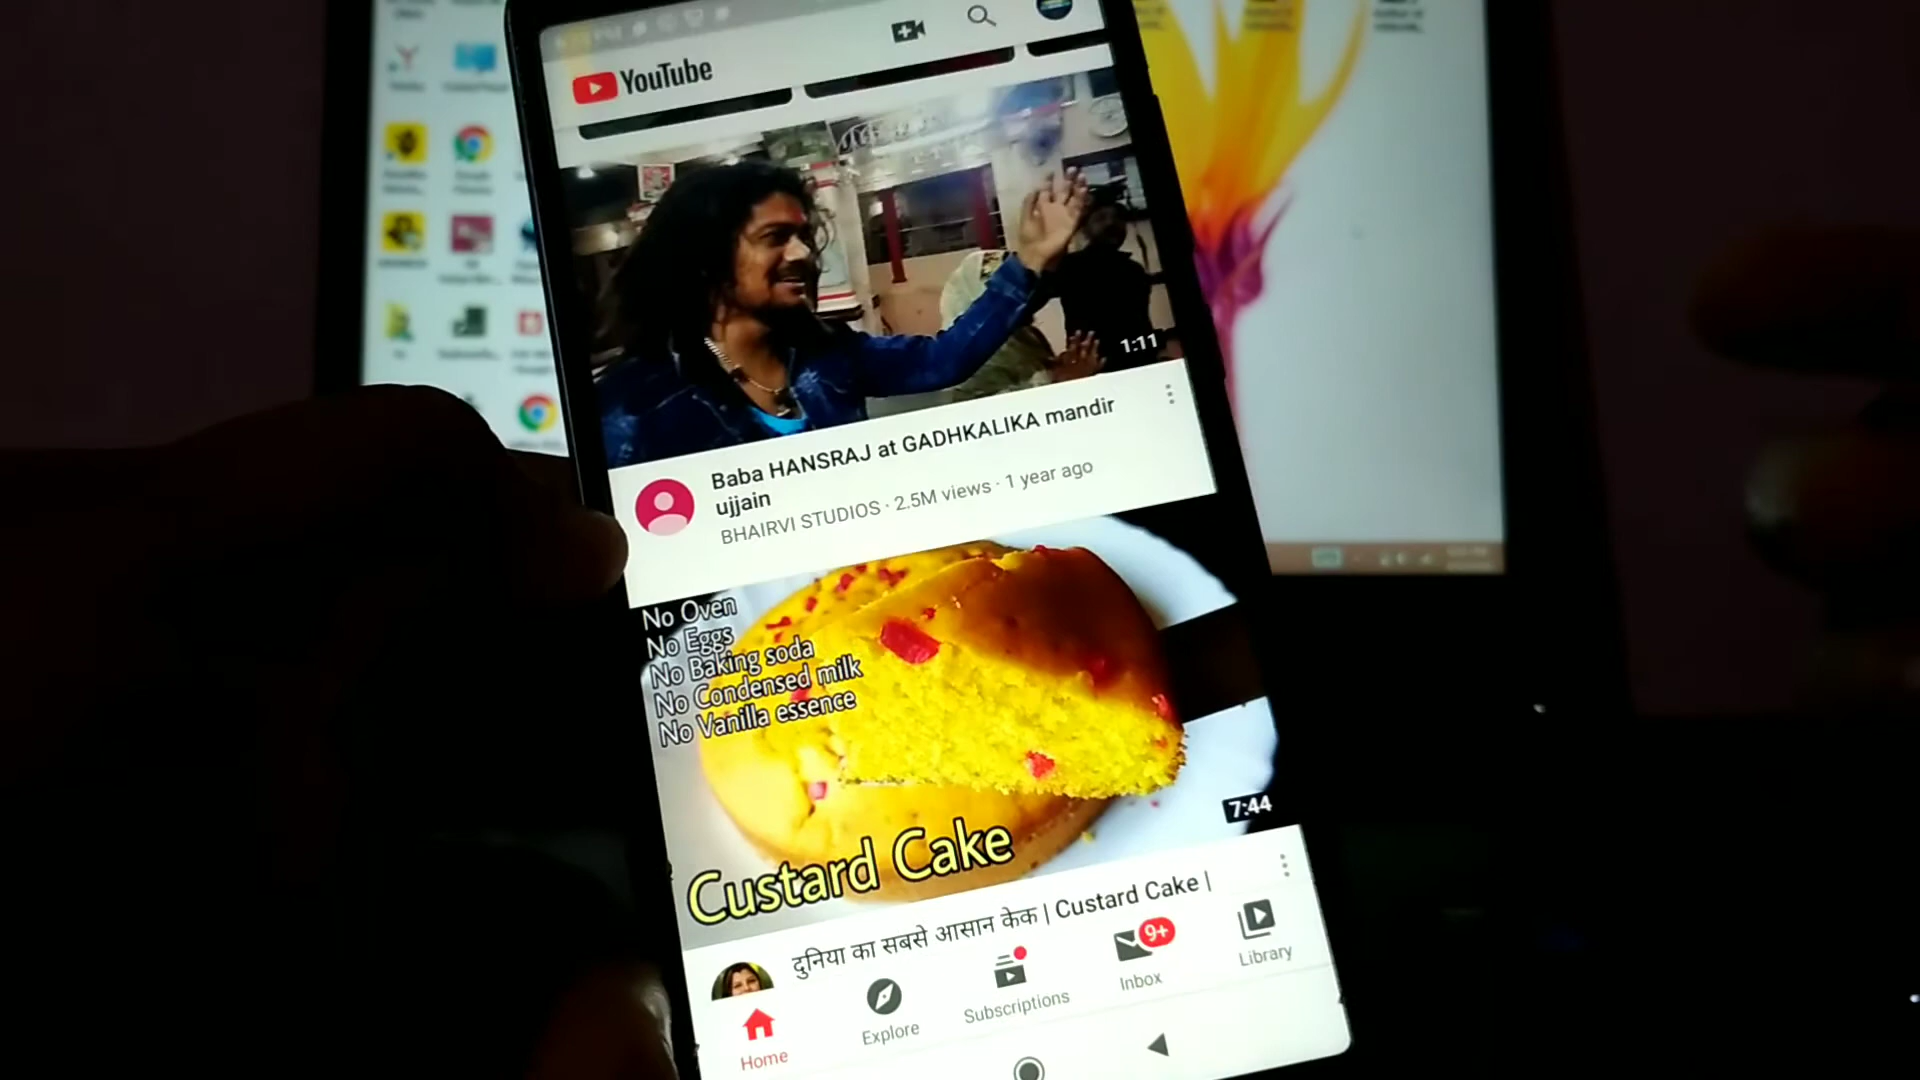 YouTube
1:11
Baba HANSRAJ at GADHKALIKA mandir
ujjain
BHAIRVI STUDIOS · 2.5M views · 1 year ago
No Oven
No Eggs
No Baking soda
No Condensed milk
No Vanilla essence
7:44
Custard Cake
दुनिया का सबसे आसान केक | Custard Cake |
9+
Home
Explore
Subscriptions
Inbox
Library